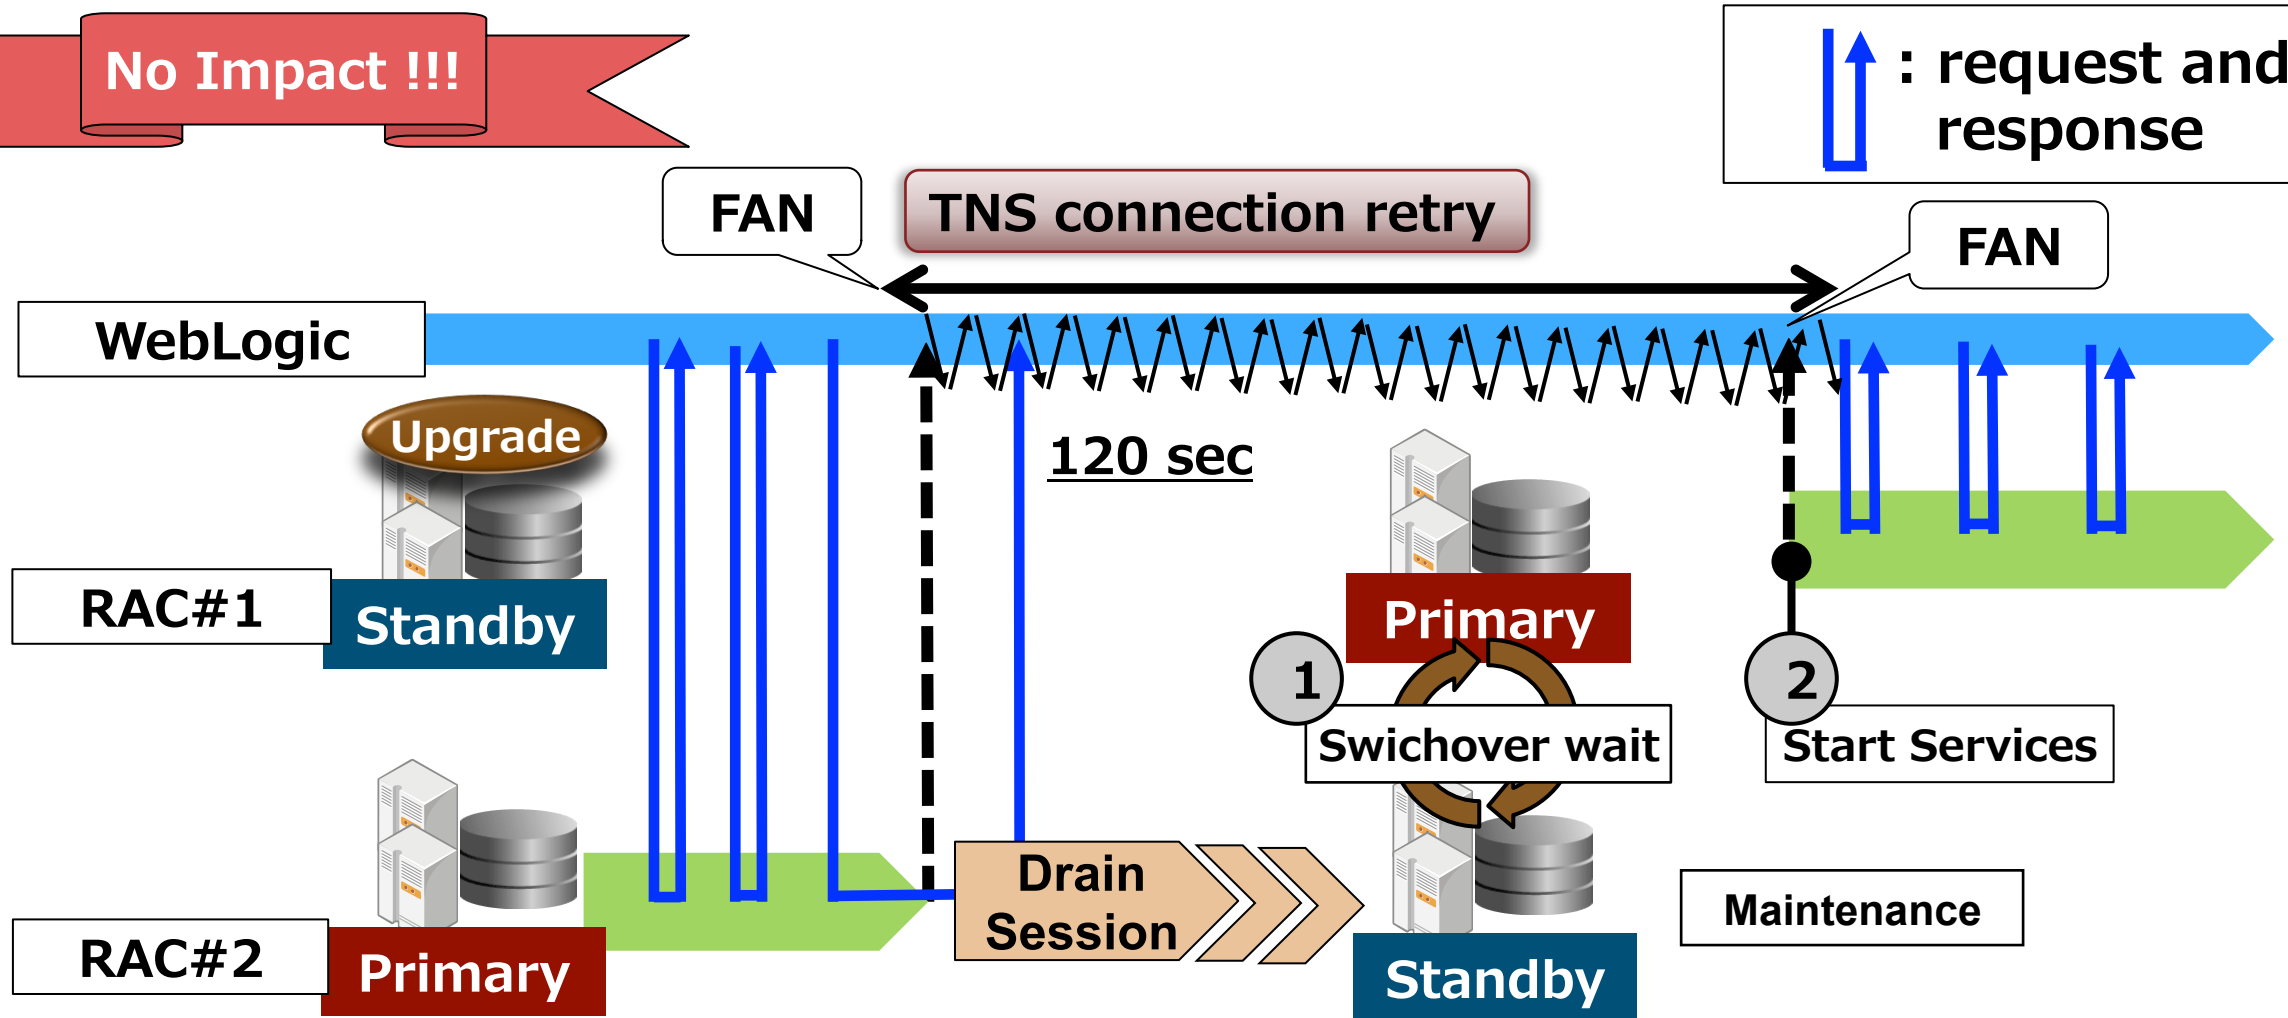 No Impact !!!
: request and
response
FAN
TNS connection retry
FAN
WebLogic
Upgrade
120 sec
RAC#1
Standby
Primary
1
2
Swichover wait
Start Services
Drain
Session
Maintenance
RAC#2
Primary
Standby